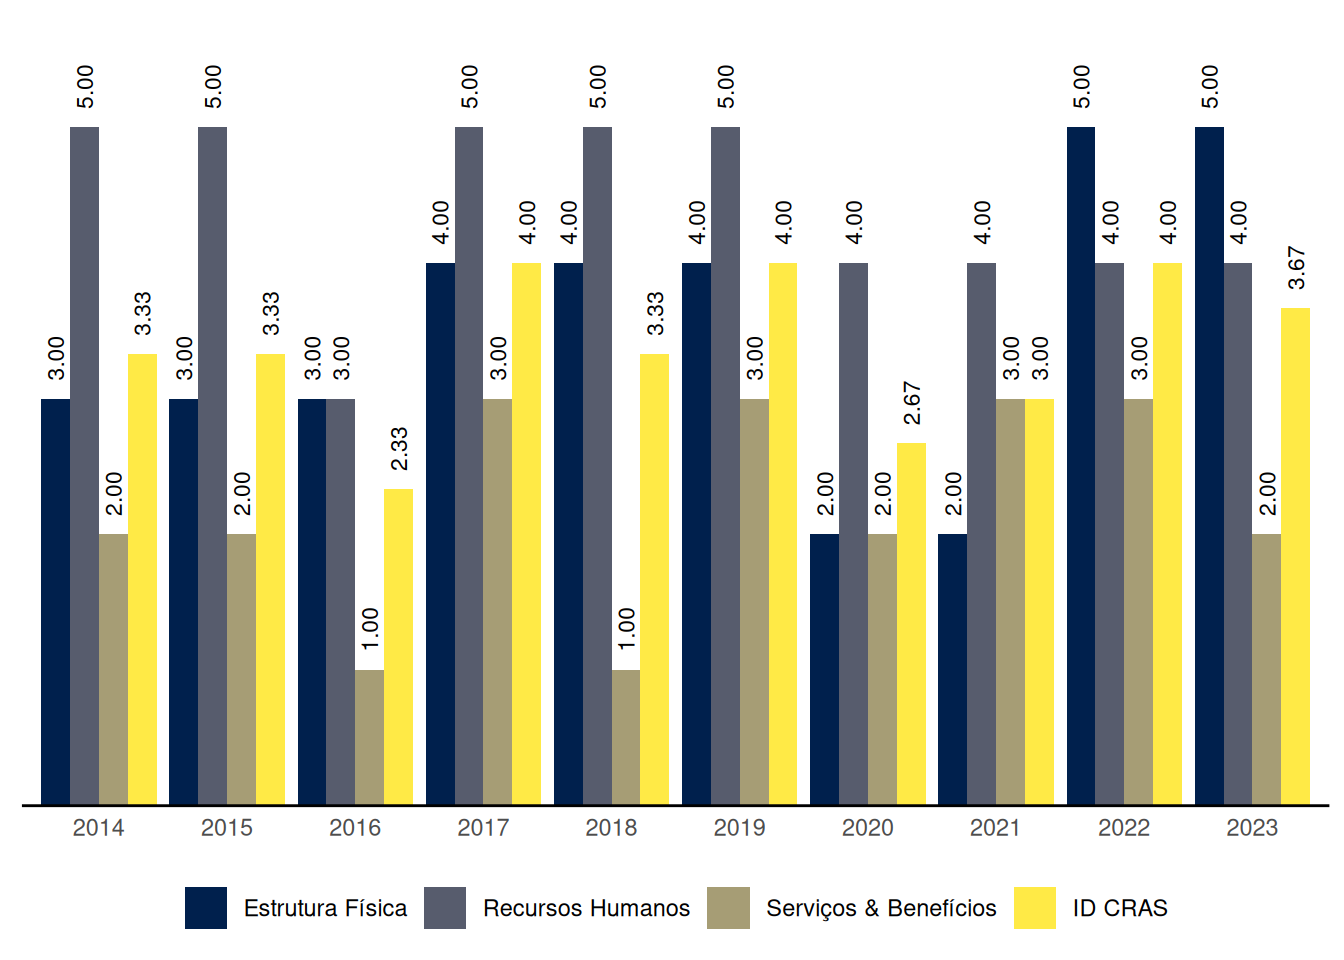 5.00 5.00 5.00 5.00 5.00 5.00 5.00
4.00 4.00 4.00 4.00 4.00 4.00 4.00 4.00 4.00 4.00
3.67
3.33 3.33 3.33
3.00 3.00 3.00 3.00 3.00 3.00 3.00 3.00 3.00
2.67
2.33
2.00 2.00 2.00 2.00 2.00 2.00
1.00 1.00
2014 2015 2016 2017 2018 2019 2020 2021 2022 2023
Estrutura Física Recursos Humanos Serviços & Benefícios ID CRAS